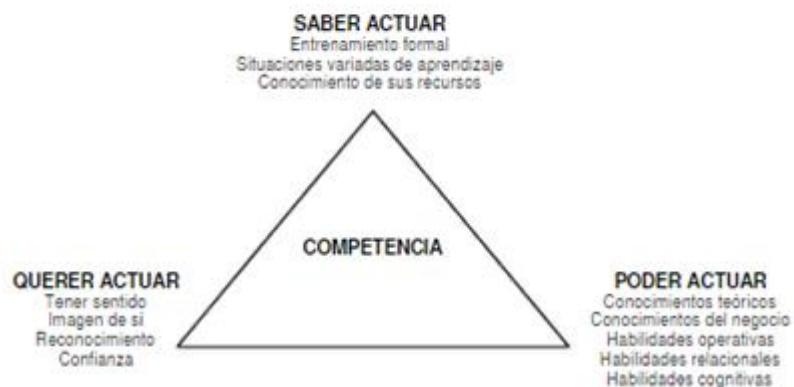 SABER ACTUAR
Entrenamiento formal
Situaciones variadas de aprendizaje
Conocimiento de sus recursos
COMPETENCIA
QUERER ACTUAR
Tener sentido
Imagen de sí
Reconocimiento
Confianza
PODER ACTUAR
Conocimientos teóricos
Conocimientos del negocio
Habilidades operativas
Habilidades relacionales
Habilidades cognitivas